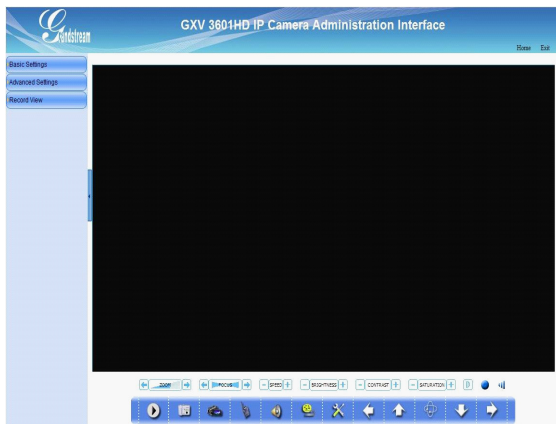 Grandstream
GXV 3601HD IP Camera Administration Interface
Home Exit
Basic Settings
Advanced Settings
Record View
ZOOM FOCUS - SPEED + - BRIGHTNESS + - CONTRAST + - SATURATION + D